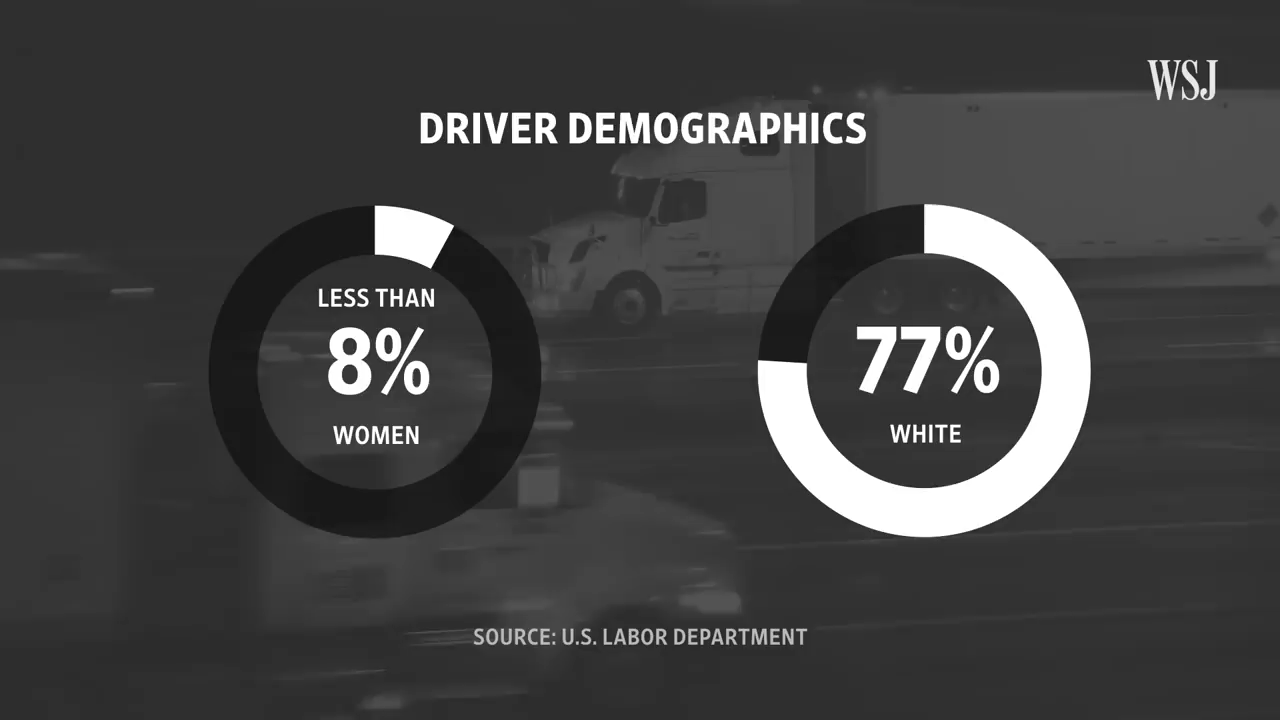 WSJ
DRIVER DEMOGRAPHICS
LESS THAN
8%
WOMEN
77%
WHITE
SOURCE: U.S. LABOR DEPARTMENT